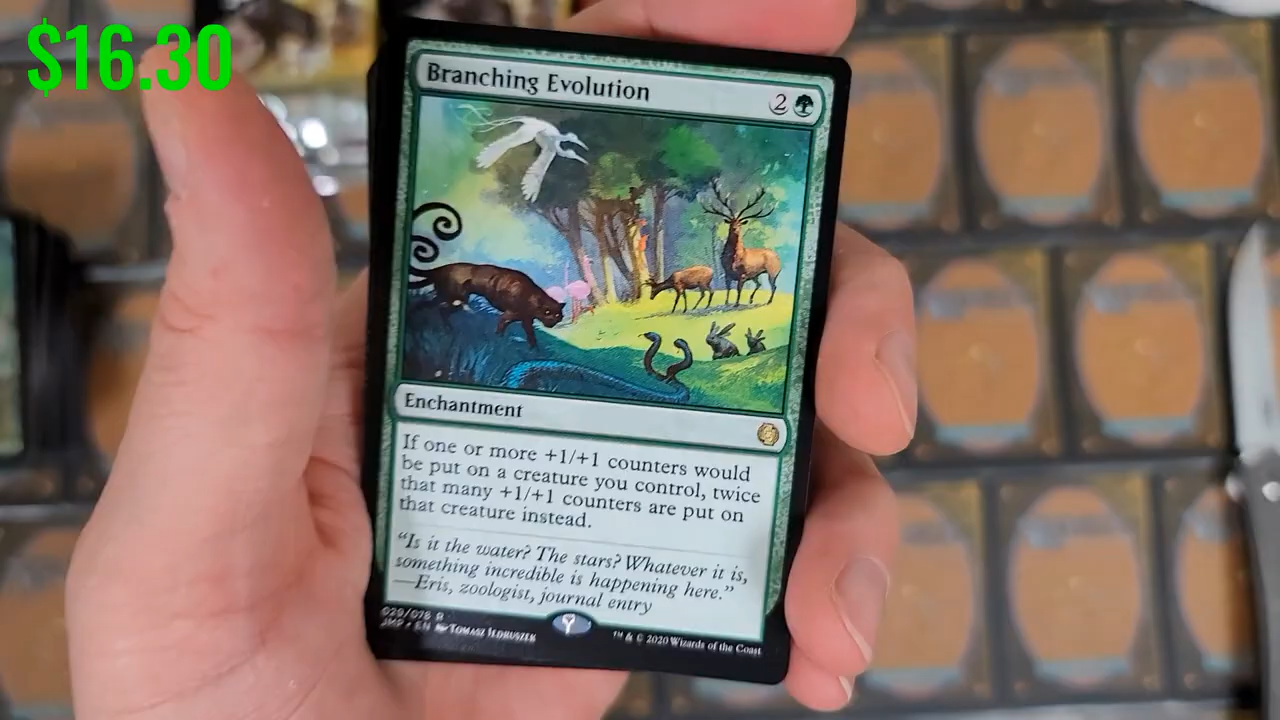 $16.30
Branching Evolution
2
Enchantment
If one or more +1/+1 counters would
be put on a creature you control, twice
that many +1/+1 counters are put on
that creature instead.
"Is it the water? The stars? Whatever it is,
something incredible is happening here."
—Eris, zoologist, journal entry
029/078 R
JMP • EN Tomasz Jedruszek
™ & © 2020 Wizards of the Coast